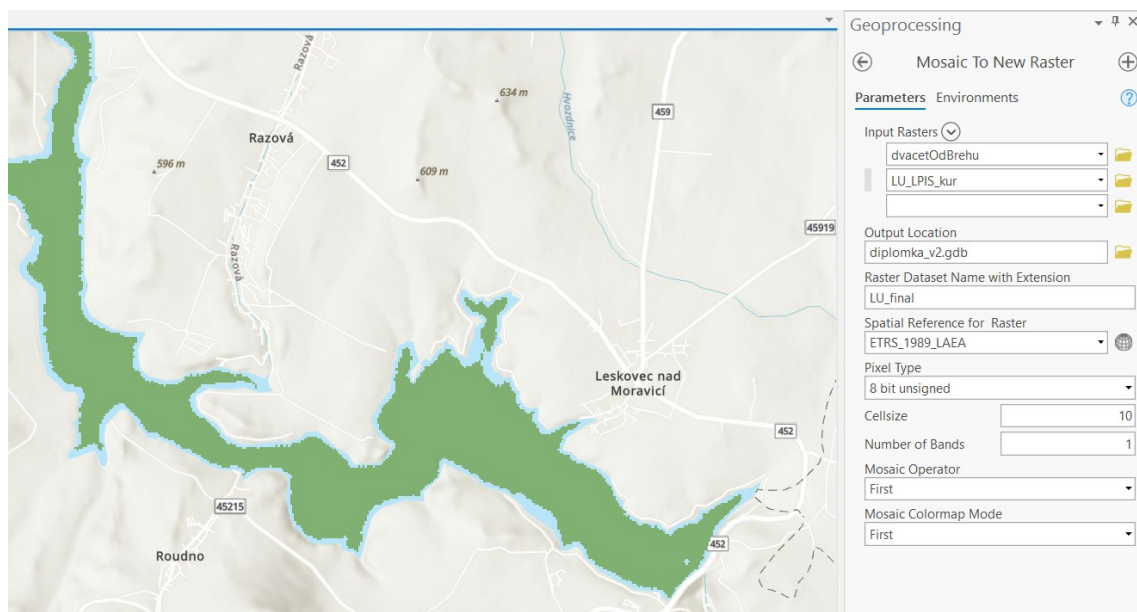 Geoprocessing
Mosaic To New Raster
Parameters Environments
Input Rasters
dvacetOdBrehu
LU_LPIS_kur
Output Location
diplomka_v2.gdb
Raster Dataset Name with Extension
LU_final
Spatial Reference for Raster
ETRS_1989_LAEA
Pixel Type
8 bit unsigned
Cellsize
10
Number of Bands
1
Mosaic Operator
First
Mosaic Colormap Mode
First
Razová
634 m
Hvozdnice
459
Razová
596 m
452
609 m
45919
Razová
Leskovec nad
Moravicí
452
45215
Roudno
452